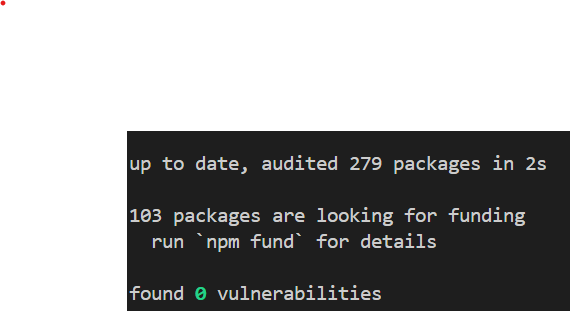 up to date, audited 279 packages in 2s
103 packages are looking for funding
run `npm fund` for details
found 0 vulnerabilities